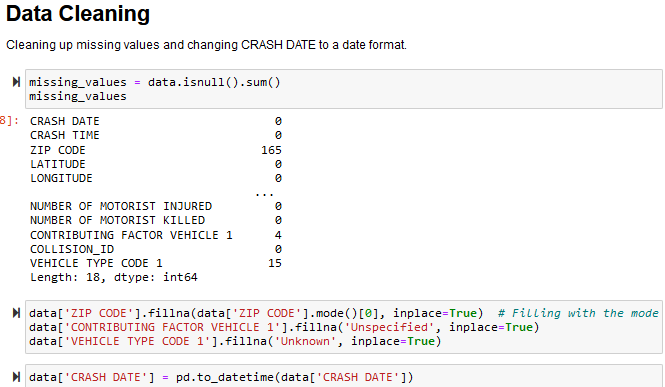 Data Cleaning
Cleaning up missing values and changing CRASH DATE to a date format.
missing_values = data.isnull().sum()
missing_values
8]: CRASH DATE 0
CRASH TIME 0
ZIP CODE 165
LATITUDE 0
LONGITUDE 0
...
NUMBER OF MOTORIST INJURED 0
NUMBER OF MOTORIST KILLED 0
CONTRIBUTING FACTOR VEHICLE 1 4
COLLISION_ID 0
VEHICLE TYPE CODE 1 15
Length: 18, dtype: int64
data['ZIP CODE'].fillna(data['ZIP CODE'].mode()[0], inplace=True) # Filling with the mode
data['CONTRIBUTING FACTOR VEHICLE 1'].fillna('Unspecified', inplace=True)
data['VEHICLE TYPE CODE 1'].fillna('Unknown', inplace=True)
data['CRASH DATE'] = pd.to_datetime(data['CRASH DATE'])